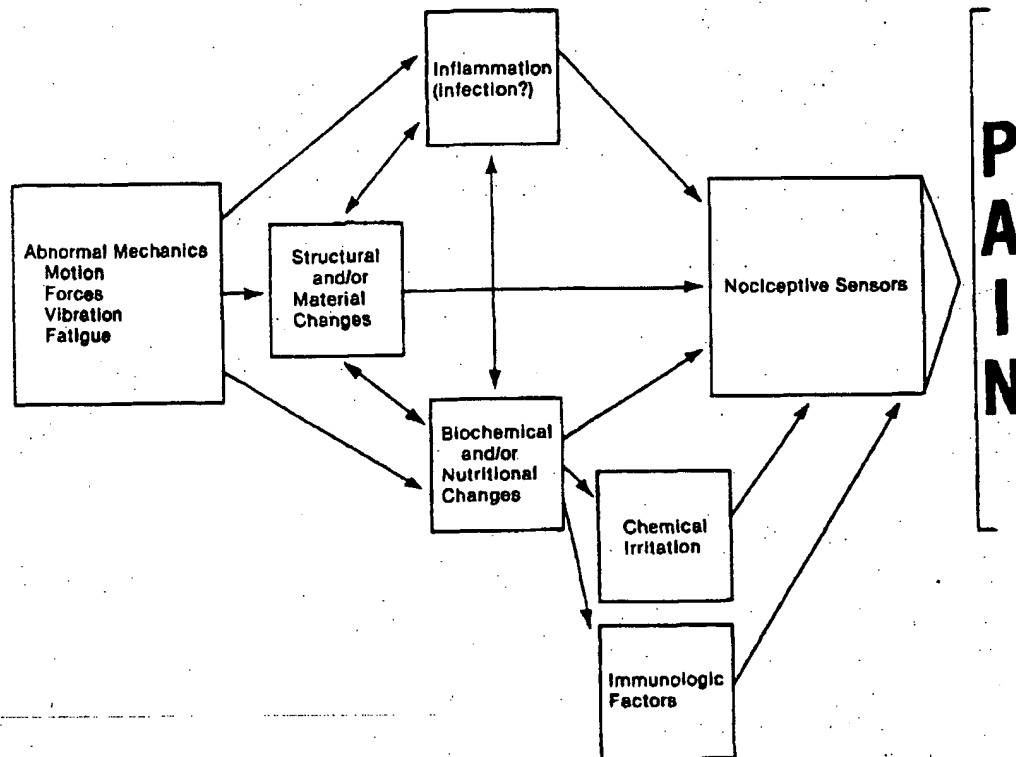 Inflammation
(Infection?)
Abnormal Mechanics
Motion
Forces
Vibration
Fatigue
Structural
and/or
Material
Changes
Nociceptive Sensors
PAIN
Biochemical
and/or
Nutritional
Changes
Chemical
Irritation
Immunologic
Factors